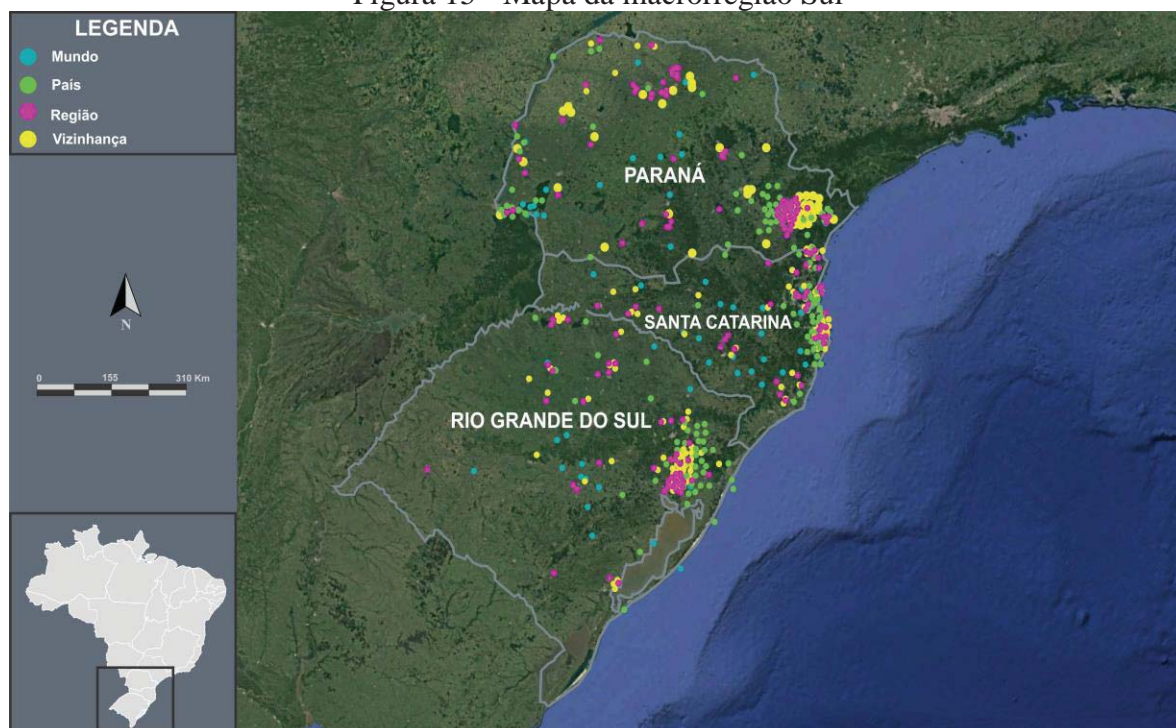 Figura 15 - Mapa da macrorregião Sul
LEGENDA
Mundo
País
Região
Vizinhança
PARANÁ
SANTA CATARINA
RIO GRANDE DO SUL
N
0 155 310 Km